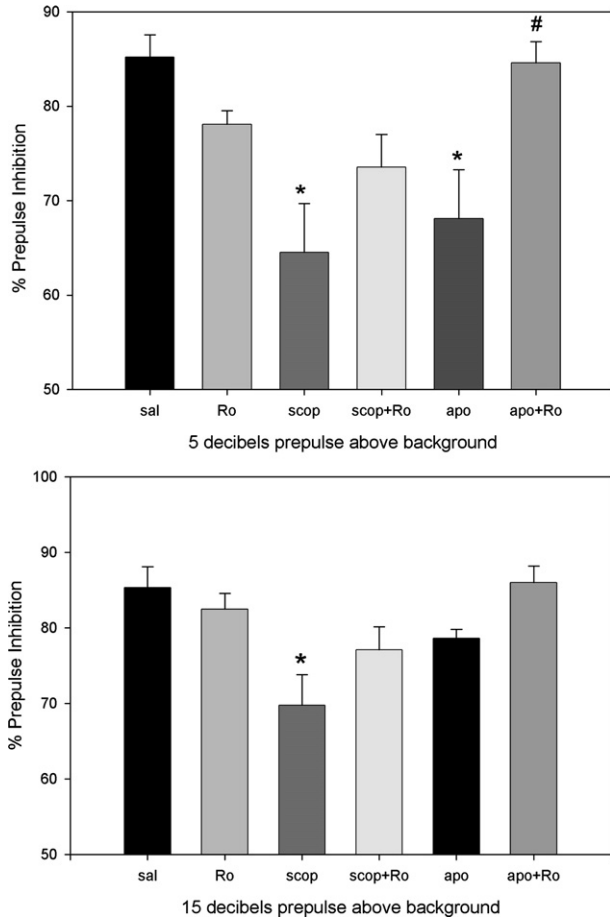 90
80
70
60
50
% Prepulse Inhibition
*
*
#
sal Ro scop scop+Ro apo apo+Ro
5 decibels prepulse above background
100
90
80
70
60
50
% Prepulse Inhibition
*
sal Ro scop scop+Ro apo apo+Ro
15 decibels prepulse above background